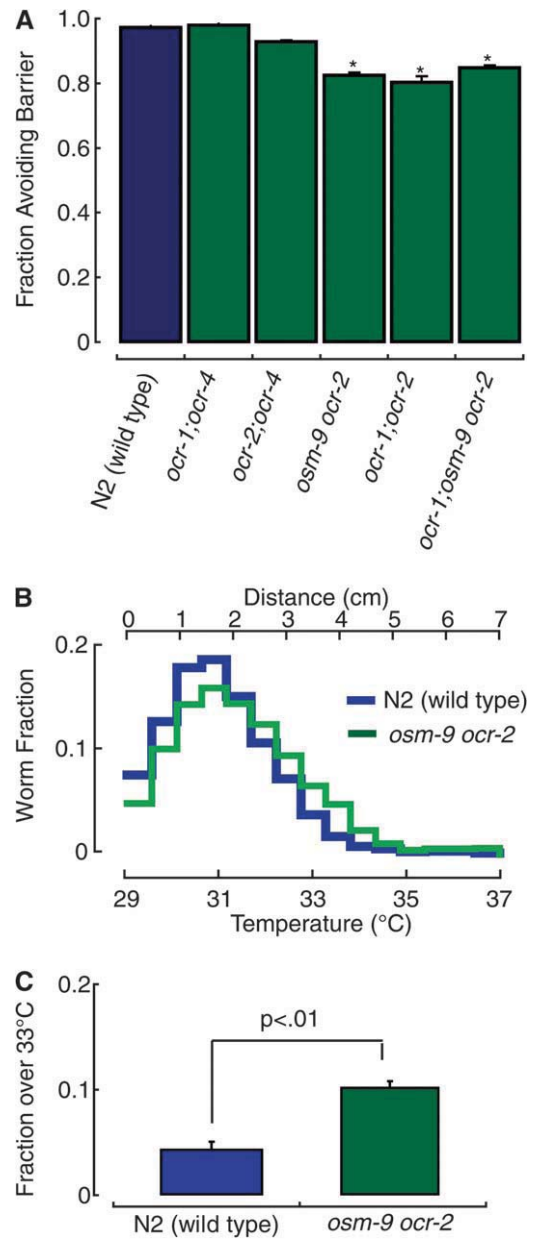 A
Fraction Avoiding Barrier
1.0
0.8
0.6
0.4
0.2
0
* * *
N2 (wild type)
ocr-1;ocr-4
ocr-2;ocr-4
osm-9 ocr-2
ocr-1;ocr-2
ocr-1;osm-9 ocr-2
B
Distance (cm)
0 1 2 3 4 5 6 7
Worm Fraction
0.2
0.1
0
N2 (wild type)
osm-9 ocr-2
29 31 33 35 37
Temperature (°C)
C
Fraction over 33°C
0.2
0.1
0
p<.01
N2 (wild type) osm-9 ocr-2